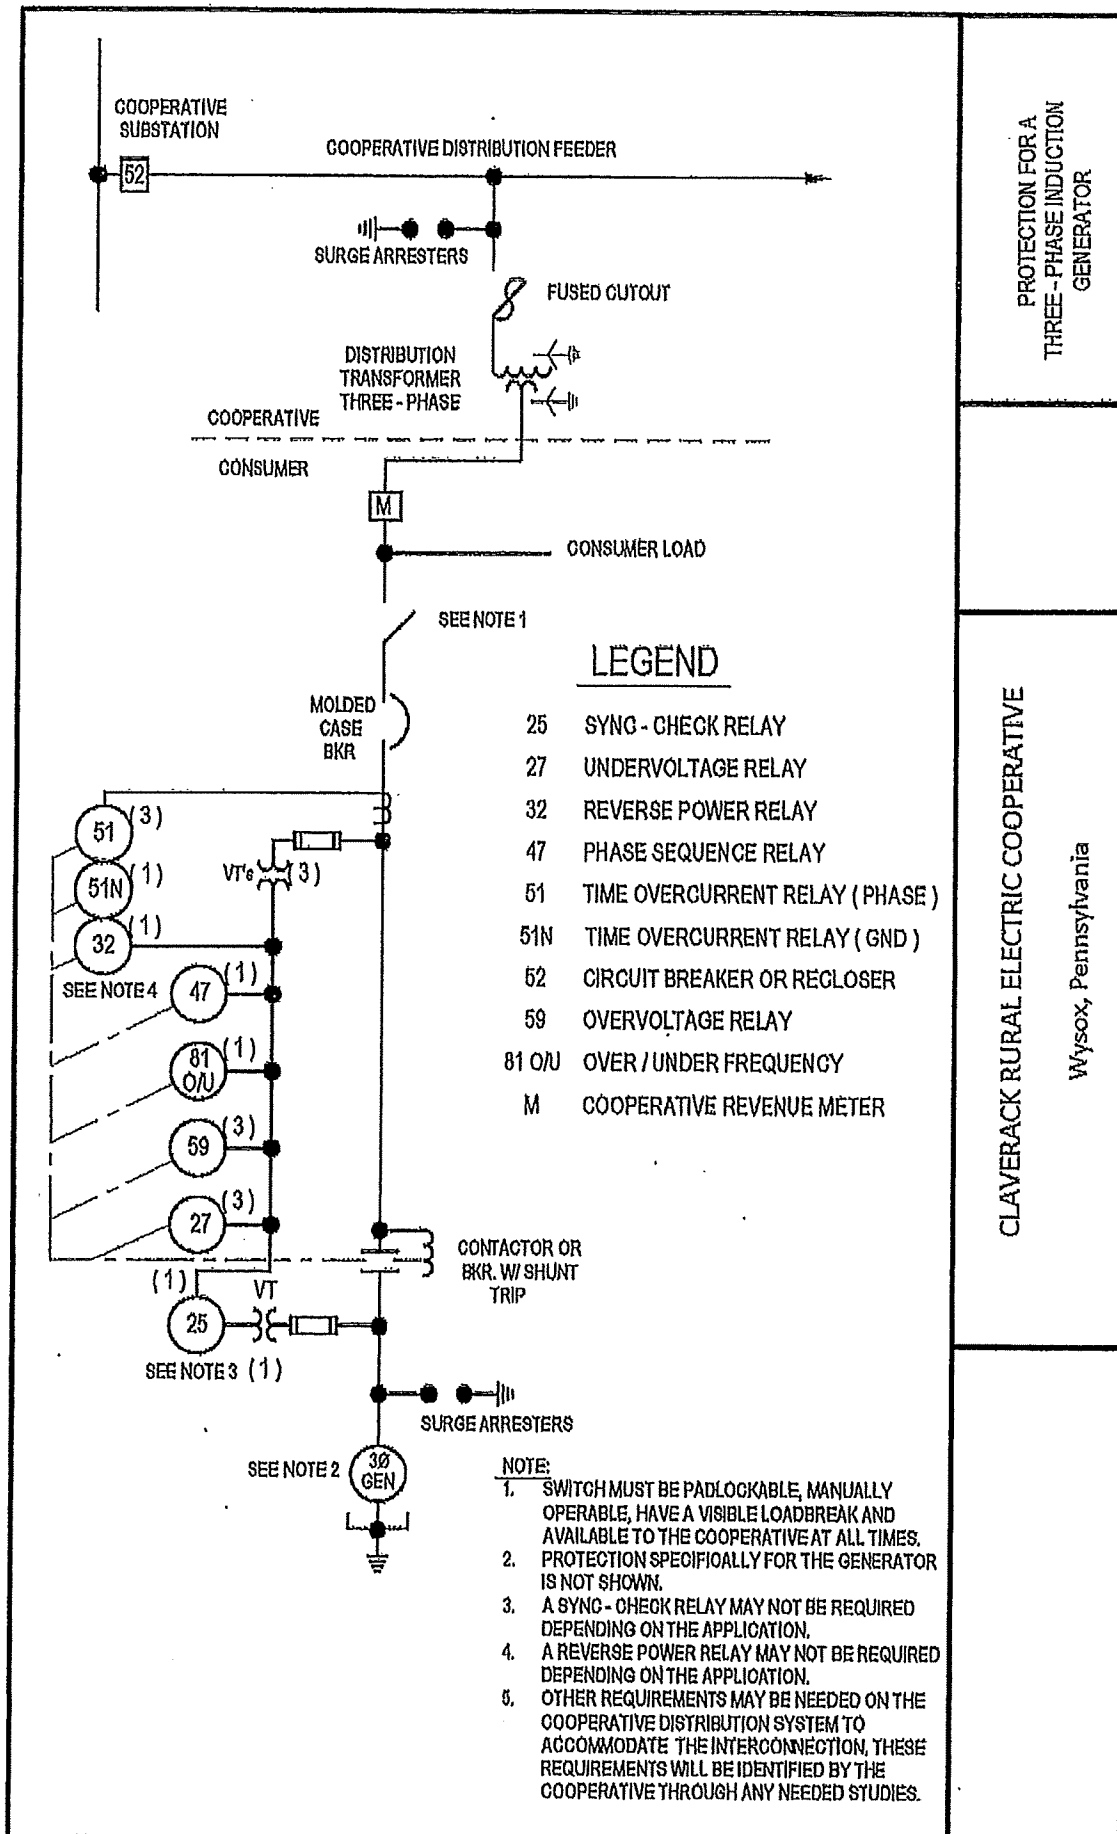 COOPERATIVE
SUBSTATION
52
COOPERATIVE DISTRIBUTION FEEDER
SURGE ARRESTERS
FUSED CUTOUT
DISTRIBUTION
TRANSFORMER
THREE - PHASE
COOPERATIVE
CONSUMER
M
CONSUMER LOAD
SEE NOTE 1
MOLDED
CASE
BKR
51 (3)
51N (1)
32 (1)
SEE NOTE 4
VT's (3)
47 (1)
81 O/U (1)
59 (3)
27 (3)
CONTACTOR OR
BKR. W/ SHUNT
TRIP
(1)
VT
25
SEE NOTE 3 (1)
SURGE ARRESTERS
SEE NOTE 2
3Ø
GEN
LEGEND
25 SYNC - CHECK RELAY
27 UNDERVOLTAGE RELAY
32 REVERSE POWER RELAY
47 PHASE SEQUENCE RELAY
51 TIME OVERCURRENT RELAY ( PHASE )
51N TIME OVERCURRENT RELAY ( GND )
52 CIRCUIT BREAKER OR RECLOSER
59 OVERVOLTAGE RELAY
81 O/U OVER / UNDER FREQUENCY
M COOPERATIVE REVENUE METER
NOTE:
1. SWITCH MUST BE PADLOCKABLE, MANUALLY
OPERABLE, HAVE A VISIBLE LOADBREAK AND
AVAILABLE TO THE COOPERATIVE AT ALL TIMES.
2. PROTECTION SPECIFICALLY FOR THE GENERATOR
IS NOT SHOWN.
3. A SYNC - CHECK RELAY MAY NOT BE REQUIRED
DEPENDING ON THE APPLICATION.
4. A REVERSE POWER RELAY MAY NOT BE REQUIRED
DEPENDING ON THE APPLICATION.
5. OTHER REQUIREMENTS MAY BE NEEDED ON THE
COOPERATIVE DISTRIBUTION SYSTEM TO
ACCOMMODATE THE INTERCONNECTION, THESE
REQUIREMENTS WILL BE IDENTIFIED BY THE
COOPERATIVE THROUGH ANY NEEDED STUDIES.
PROTECTION FOR A
THREE - PHASE INDUCTION
GENERATOR
CLAVERACK RURAL ELECTRIC COOPERATIVE
Wysox, Pennsylvania